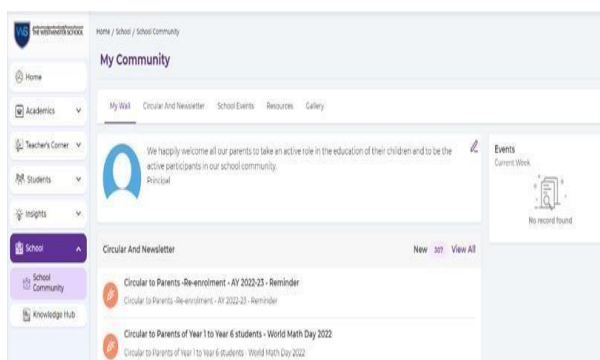 THE WESTMINSTER SCHOOL
Home / School / School Community
My Community
Home
Academics
Teacher's Corner
Students
Insights
School
School
Community
Knowledge Hub
My Wall Circular And Newsletter School Events Resources Gallery
We happily welcome all our parents to take an active role in the education of their children and to be the
active participants in our school community.
Principal
Events
Current Week
No record found
Circular And Newsletter New 307 View All
Circular to Parents -Re-enrolment - AY 2022-23 - Reminder
Circular to Parents -Re-enrolment - AY 2022-23 - Reminder
Circular to Parents of Year 1 to Year 6 students - World Math Day 2022
Circular to Parents of Year 1 to Year 6 students - World Math Day 2022